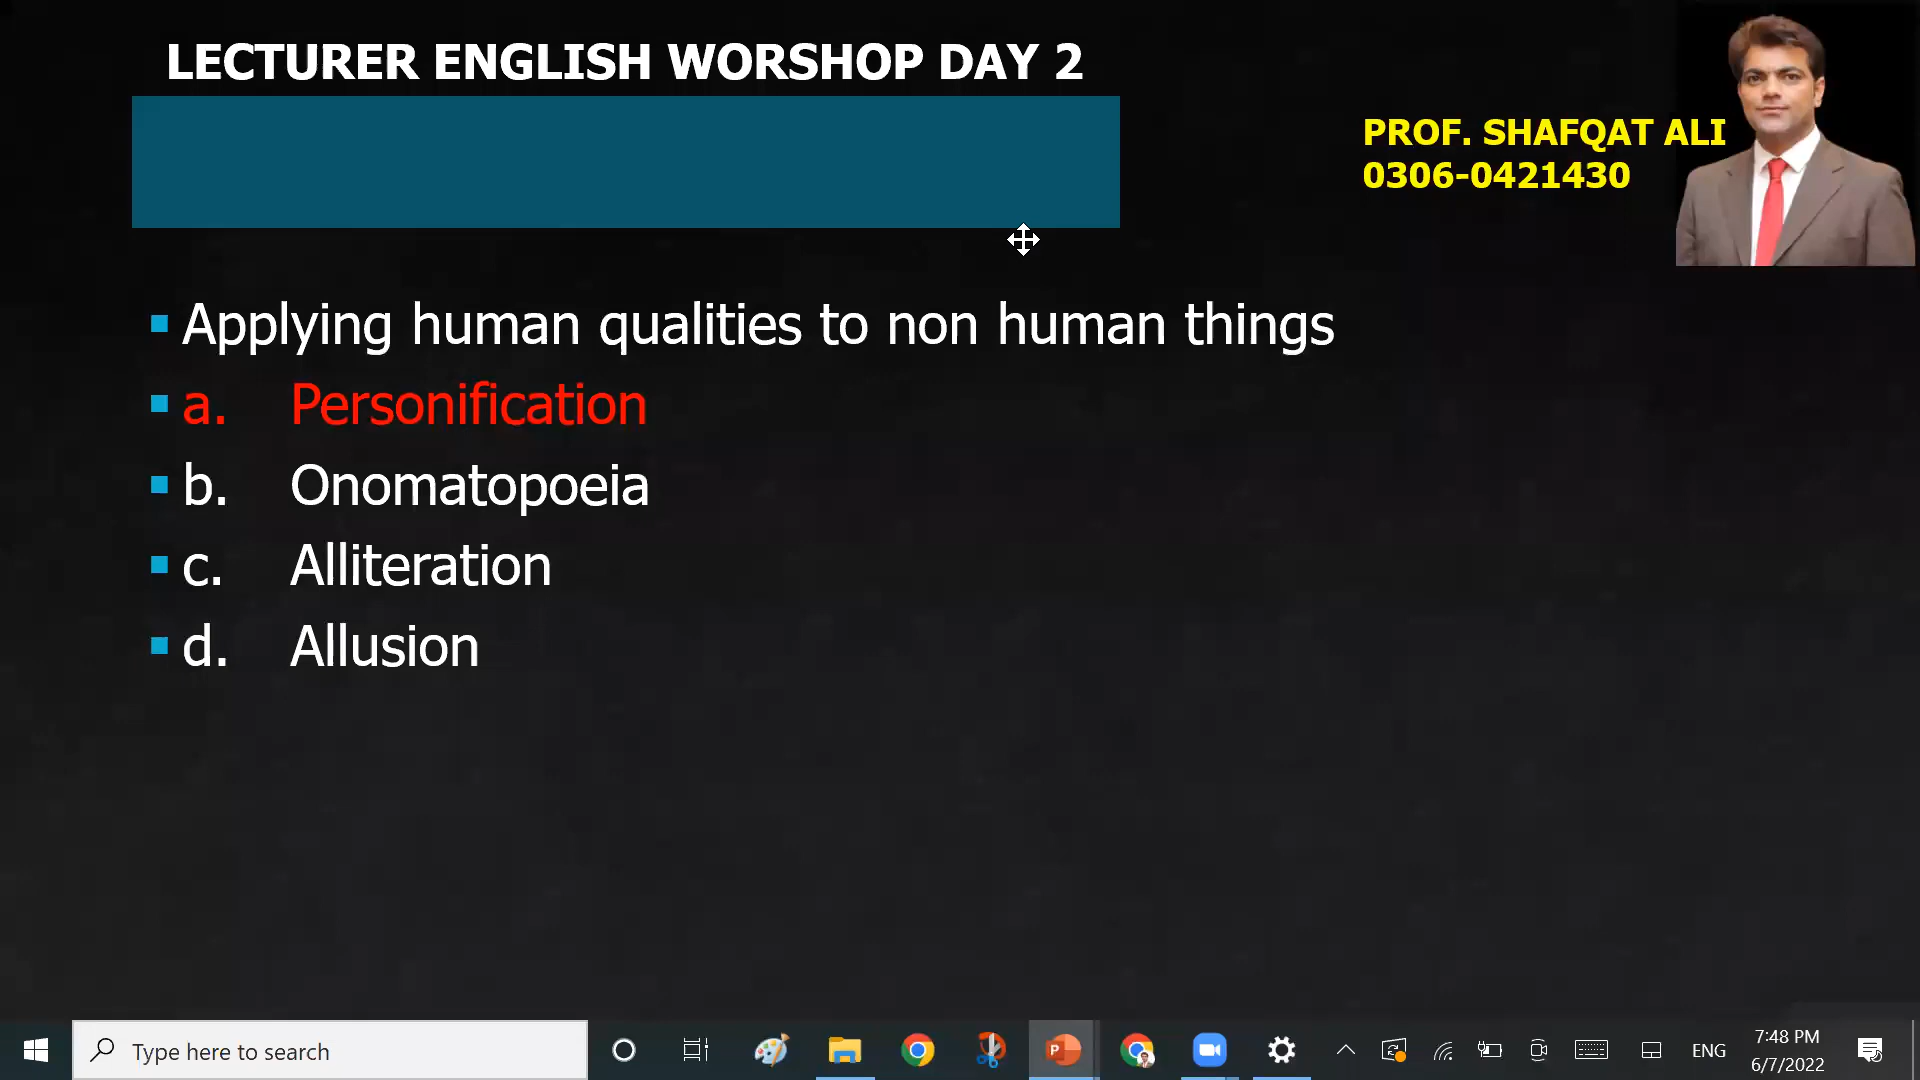 LECTURER ENGLISH WORSHOP DAY 2
PROF. SHAFQAT ALI
0306-0421430
Applying human qualities to non human things
a. Personification
b. Onomatopoeia
c. Alliteration
d. Allusion
Type here to search
P
ENG
7:48 PM
6/7/2022